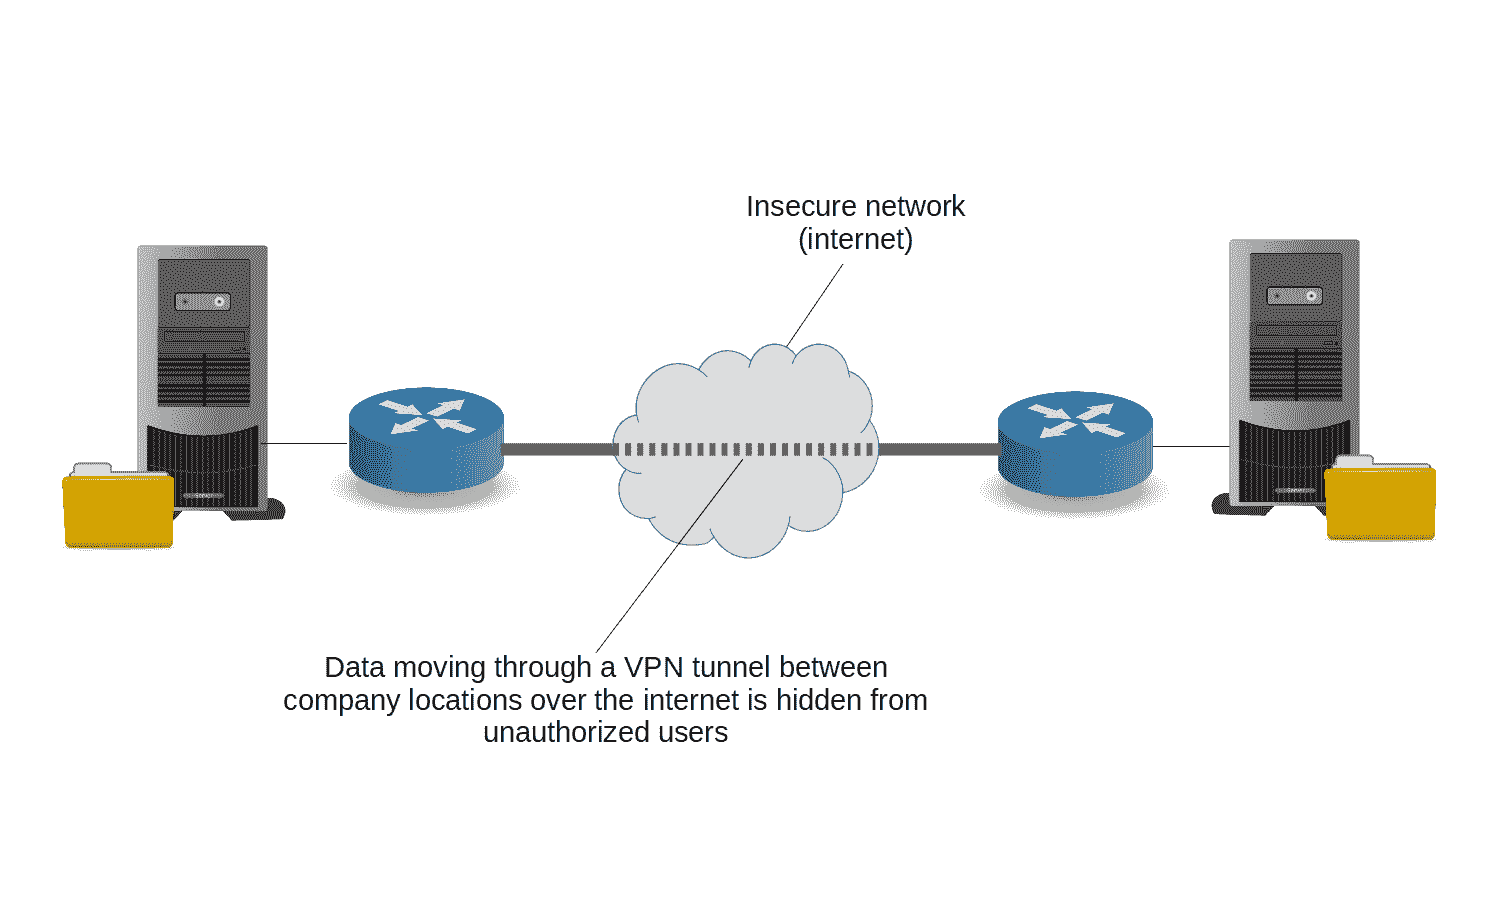 Insecure network
(internet)
Data moving through a VPN tunnel between
company locations over the internet is hidden from
unauthorized users